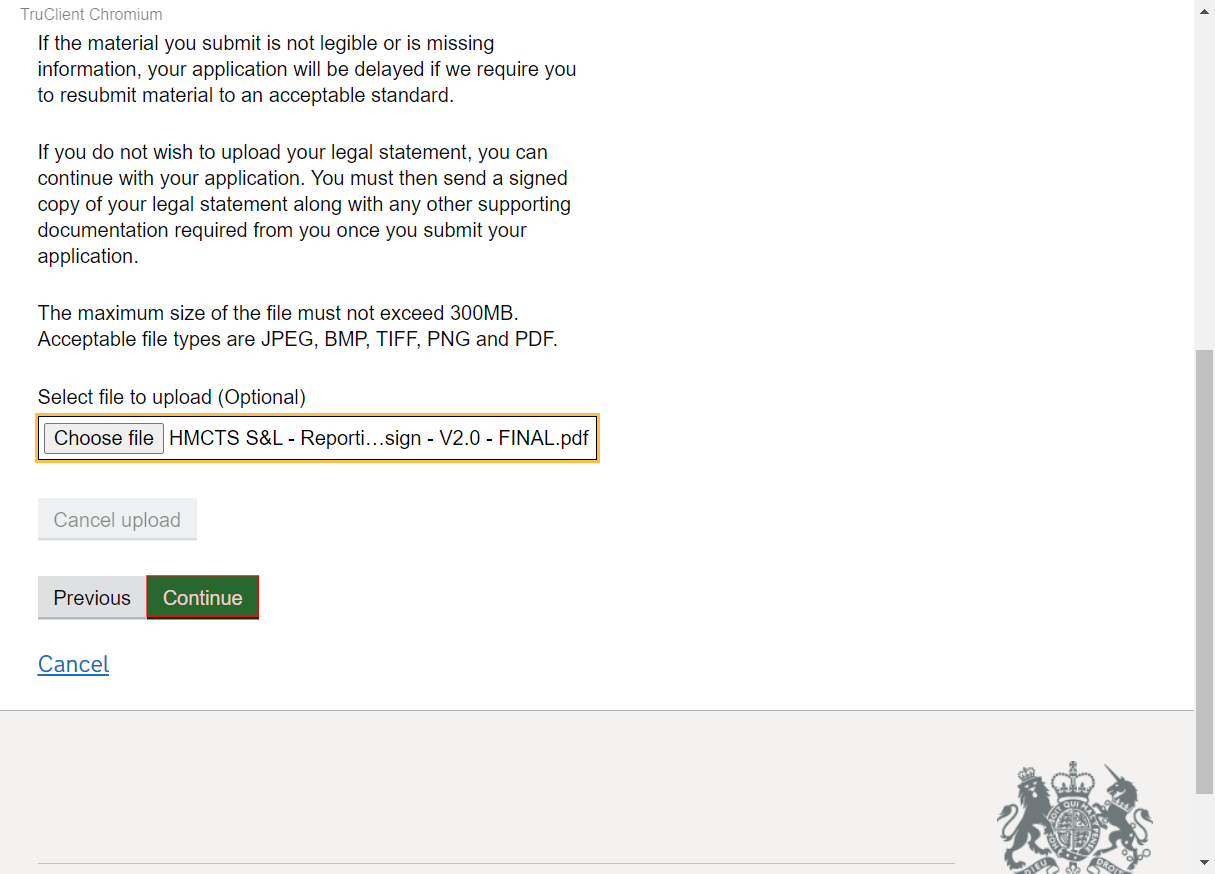 TruClient Chromium
If the material you submit is not legible or is missing
information, your application will be delayed if we require you
to resubmit material to an acceptable standard.
If you do not wish to upload your legal statement, you can
continue with your application. You must then send a signed
copy of your legal statement along with any other supporting
documentation required from you once you submit your
application.
The maximum size of the file must not exceed 300MB.
Acceptable file types are JPEG, BMP, TIFF, PNG and PDF.
Select file to upload (Optional)
Choose file HMCTS S&L - Reporti…sign - V2.0 - FINAL.pdf
Cancel upload
Previous Continue
Cancel